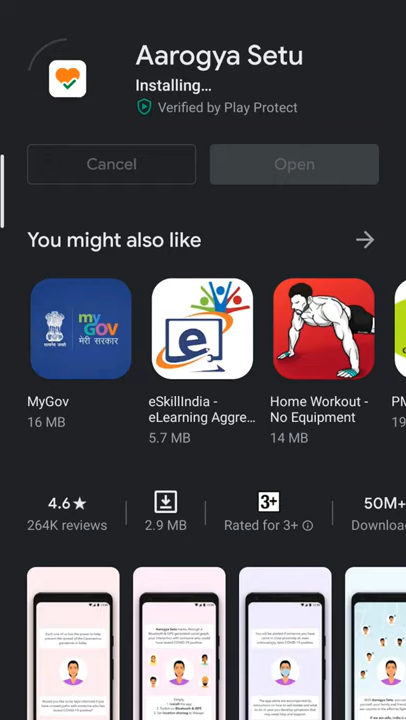 Aarogya Setu
Installing...
Verified by Play Protect
Cancel
Open
You might also like
my
GOV
मेरी सरकार
e
MyGov
16 MB
eSkillIndia -
eLearning Aggre...
5.7 MB
Home Workout -
No Equipment
14 MB
PM
19
4.6★
264K reviews
2.9 MB
3+
Rated for 3+
50M+
Downloa